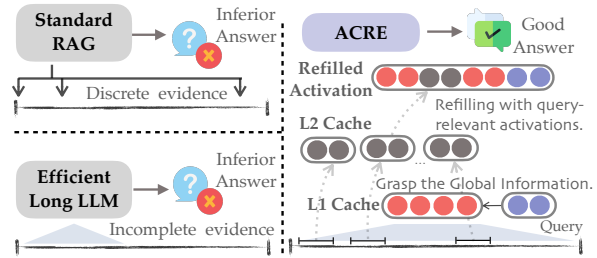 Standard
RAG
Inferior
Answer
Discrete evidence
Efficient
Long LLM
Inferior
Answer
Incomplete evidence
ACRE
Good
Answer
Refilled
Activation
Refilling with query-
relevant activations.
L2 Cache
...
Grasp the Global Information.
L1 Cache
Query